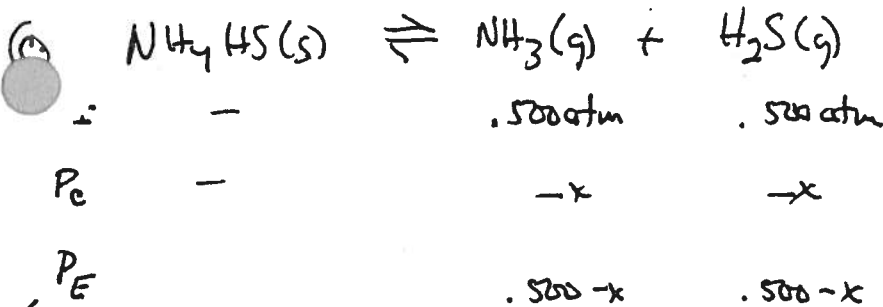 NH4HS(s) ⇌ NH3(g) + H2S(g)
i - .500 atm . 500 atm
Pc - -x -x
PE .500-x .500-x